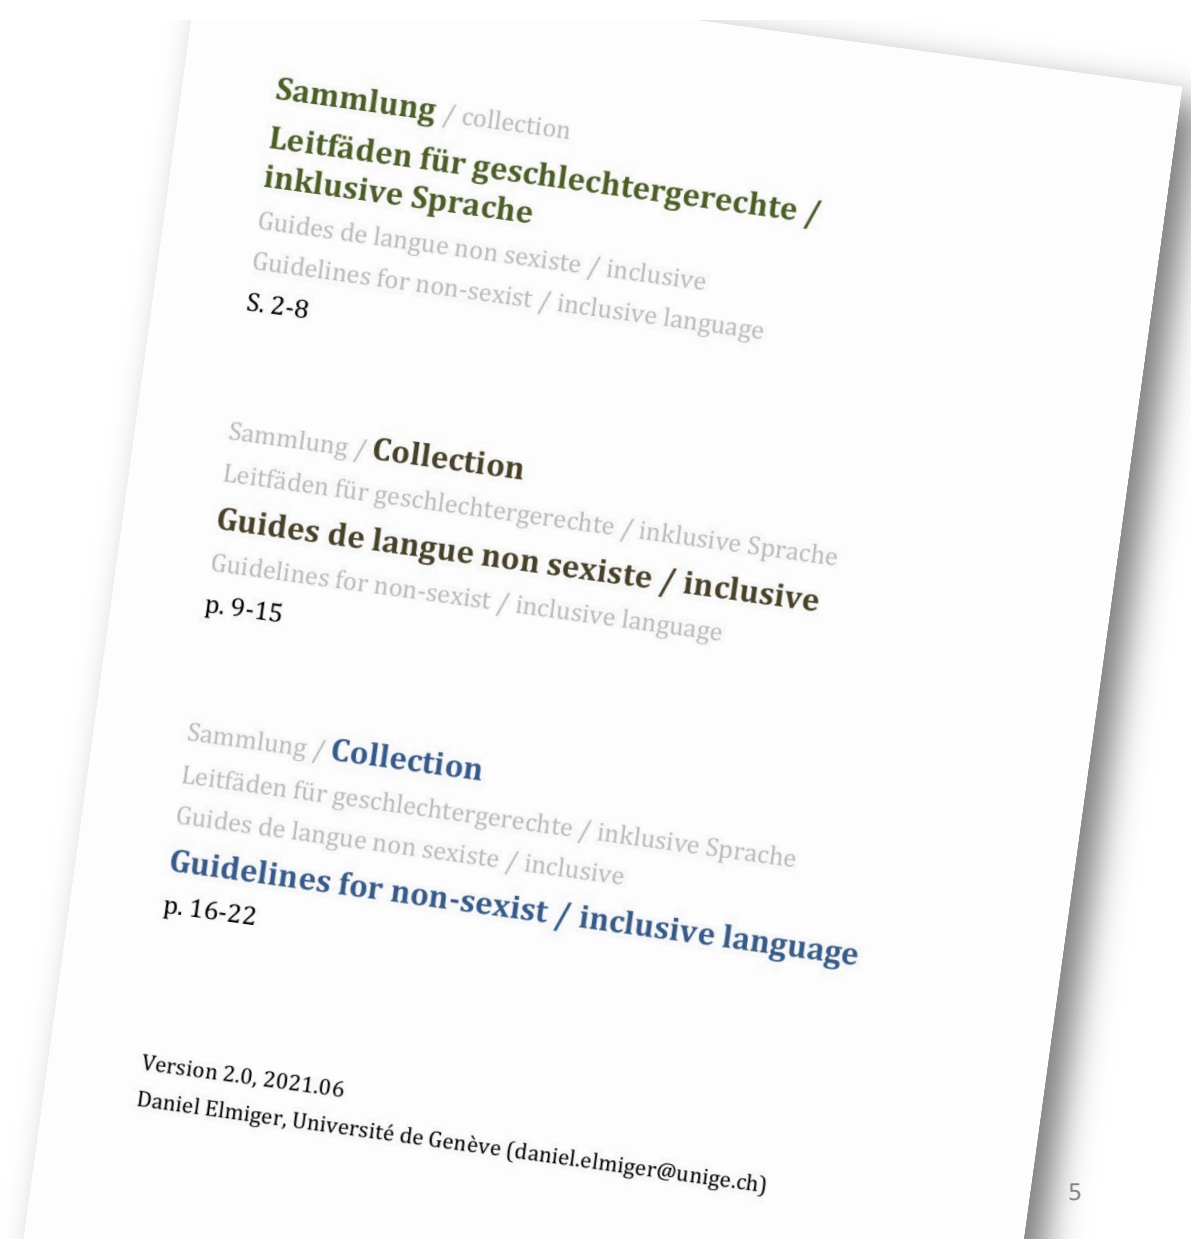 Sammlung / collection
Leitfäden für geschlechtergerechte /
inklusive Sprache
Guides de langue non sexiste / inclusive
Guidelines for non-sexist / inclusive language
S. 2-8
Sammlung / Collection
Leitfäden für geschlechtergerechte / inklusive Sprache
Guides de langue non sexiste / inclusive
Guidelines for non-sexist / inclusive language
p. 9-15
Sammlung / Collection
Leitfäden für geschlechtergerechte / inklusive Sprache
Guides de langue non sexiste / inclusive
Guidelines for non-sexist / inclusive language
p. 16-22
Version 2.0, 2021.06
Daniel Elmiger, Université de Genève (daniel.elmiger@unige.ch)
5